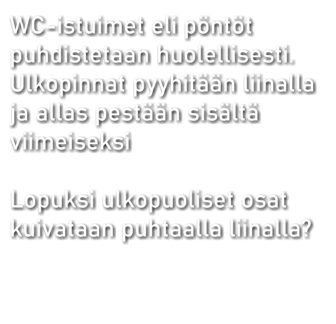 WC-istuimet eli pöntöt
puhdistetaan huolellisesti.
Ulkopinnat pyyhitään liinalla
ja allas pestään sisältä
viimeiseksi
Lopuksi ulkopuoliset osat
kuivataan puhtaalla liinalla?